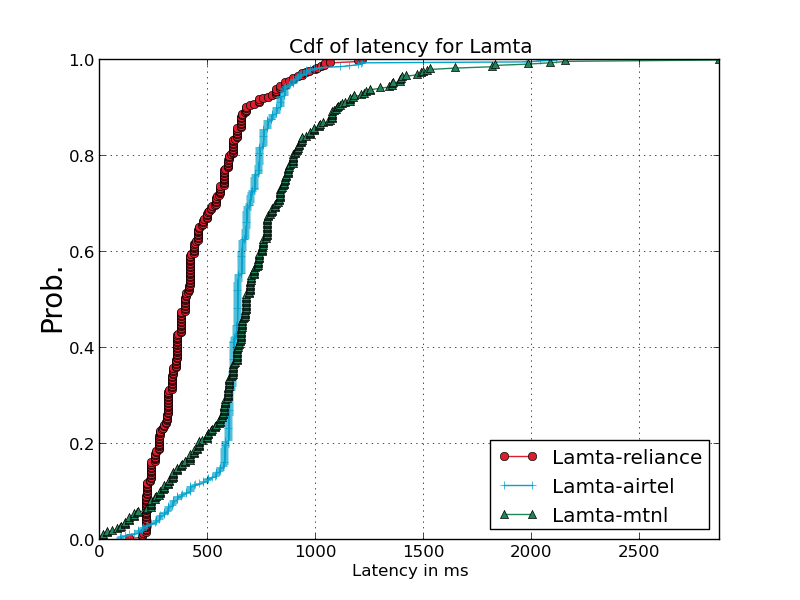 Cdf of latency for Lamta
1.0
0.8
0.6
0.4
0.2
0.0
Prob.
0 500 1000 1500 2000 2500
Latency in ms
Lamta-reliance
Lamta-airtel
Lamta-mtnl